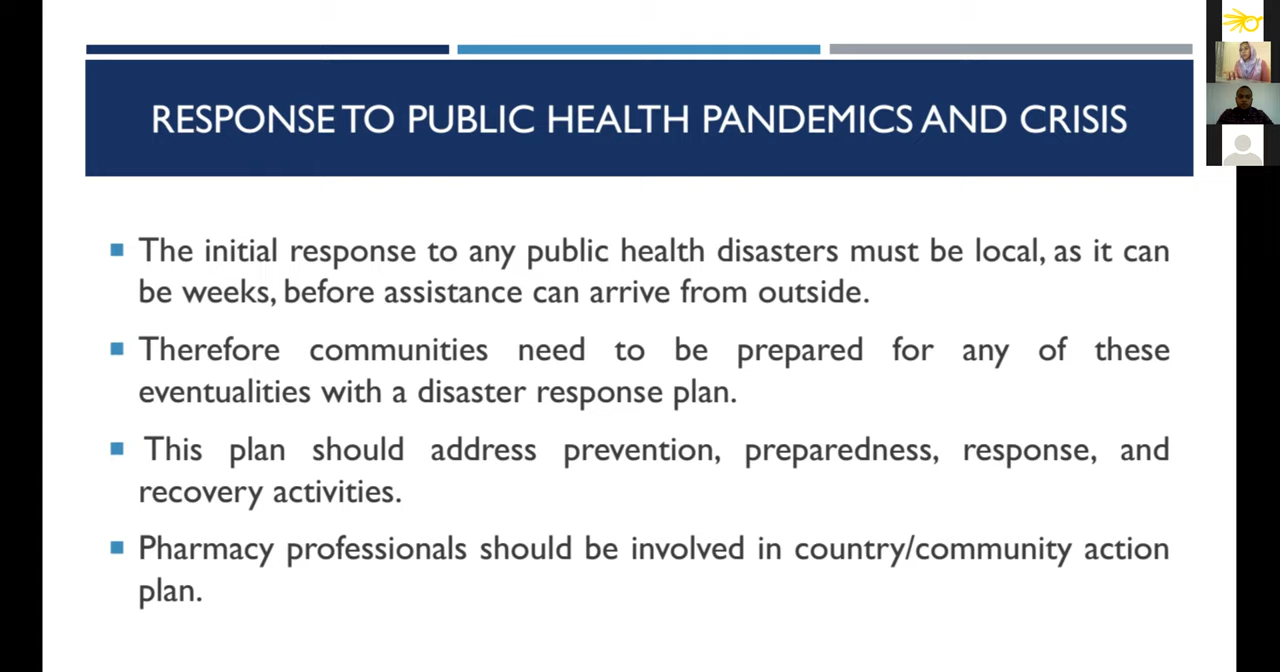 RESPONSE TO PUBLIC HEALTH PANDEMICS AND CRISIS
The initial response to any public health disasters must be local, as it can
be weeks, before assistance can arrive from outside.
Therefore communities need to be prepared for any of these
eventualities with a disaster response plan.
This plan should address prevention, preparedness, response, and
recovery activities.
Pharmacy professionals should be involved in country/community action
plan.